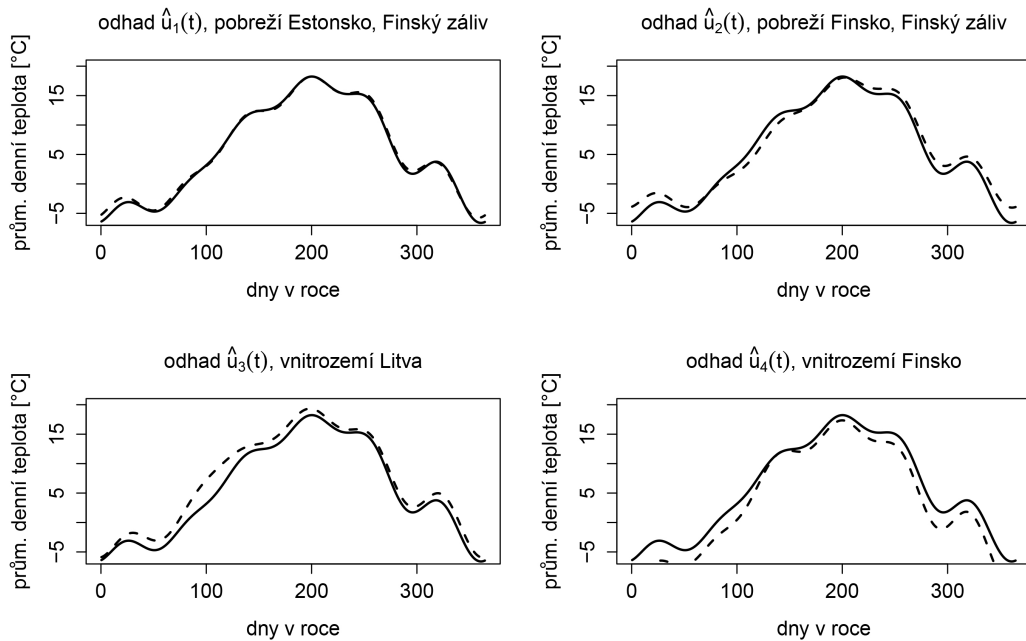 odhad û₁(t), pobreží Estonsko, Finský záliv
prům. denní teplota [°C]
−5 5 15
0 100 200 300
dny v roce
odhad û₂(t), pobreží Finsko, Finský záliv
prům. denní teplota [°C]
−5 5 15
0 100 200 300
dny v roce
odhad û₃(t), vnitrozemí Litva
prům. denní teplota [°C]
−5 5 15
0 100 200 300
dny v roce
odhad û₄(t), vnitrozemí Finsko
prům. denní teplota [°C]
−5 5 15
0 100 200 300
dny v roce